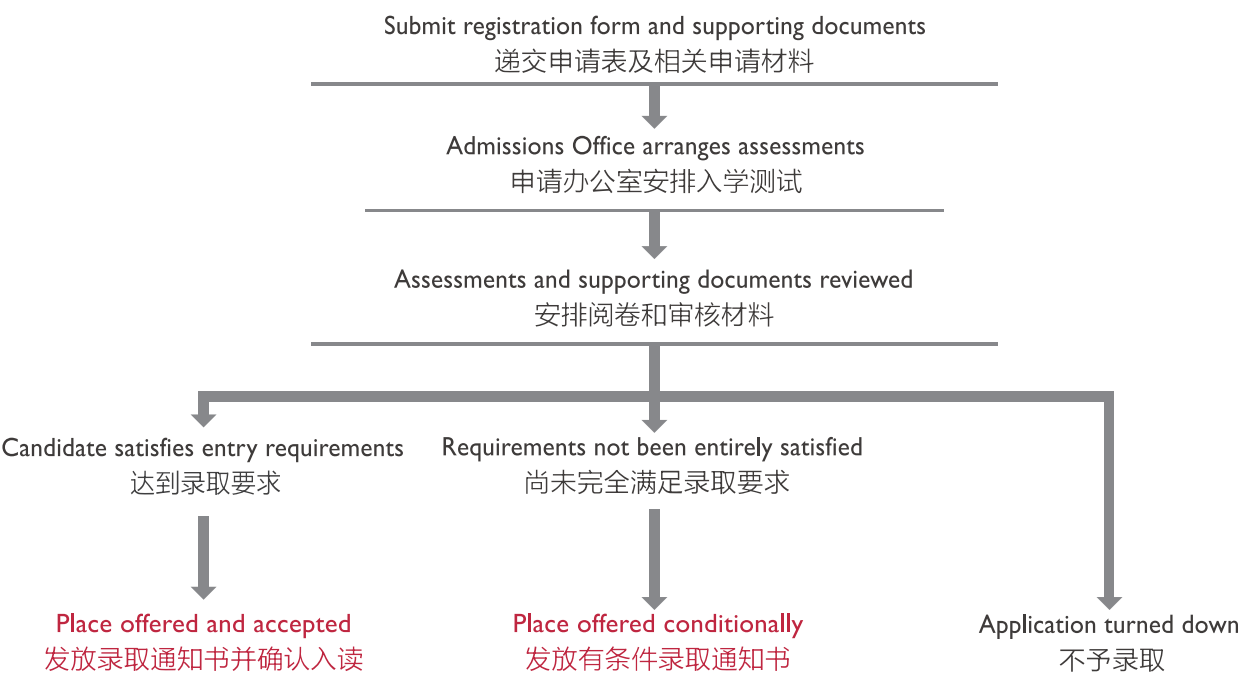 Submit registration form and supporting documents
递交申请表及相关申请材料
Admissions Office arranges assessments
申请办公室安排入学测试
Assessments and supporting documents reviewed
安排阅卷和审核材料
Candidate satisfies entry requirements
达到录取要求
Requirements not been entirely satisfied
尚未完全满足录取要求
Place offered and accepted
发放录取通知书并确认入读
Place offered conditionally
发放有条件录取通知书
Application turned down
不予录取